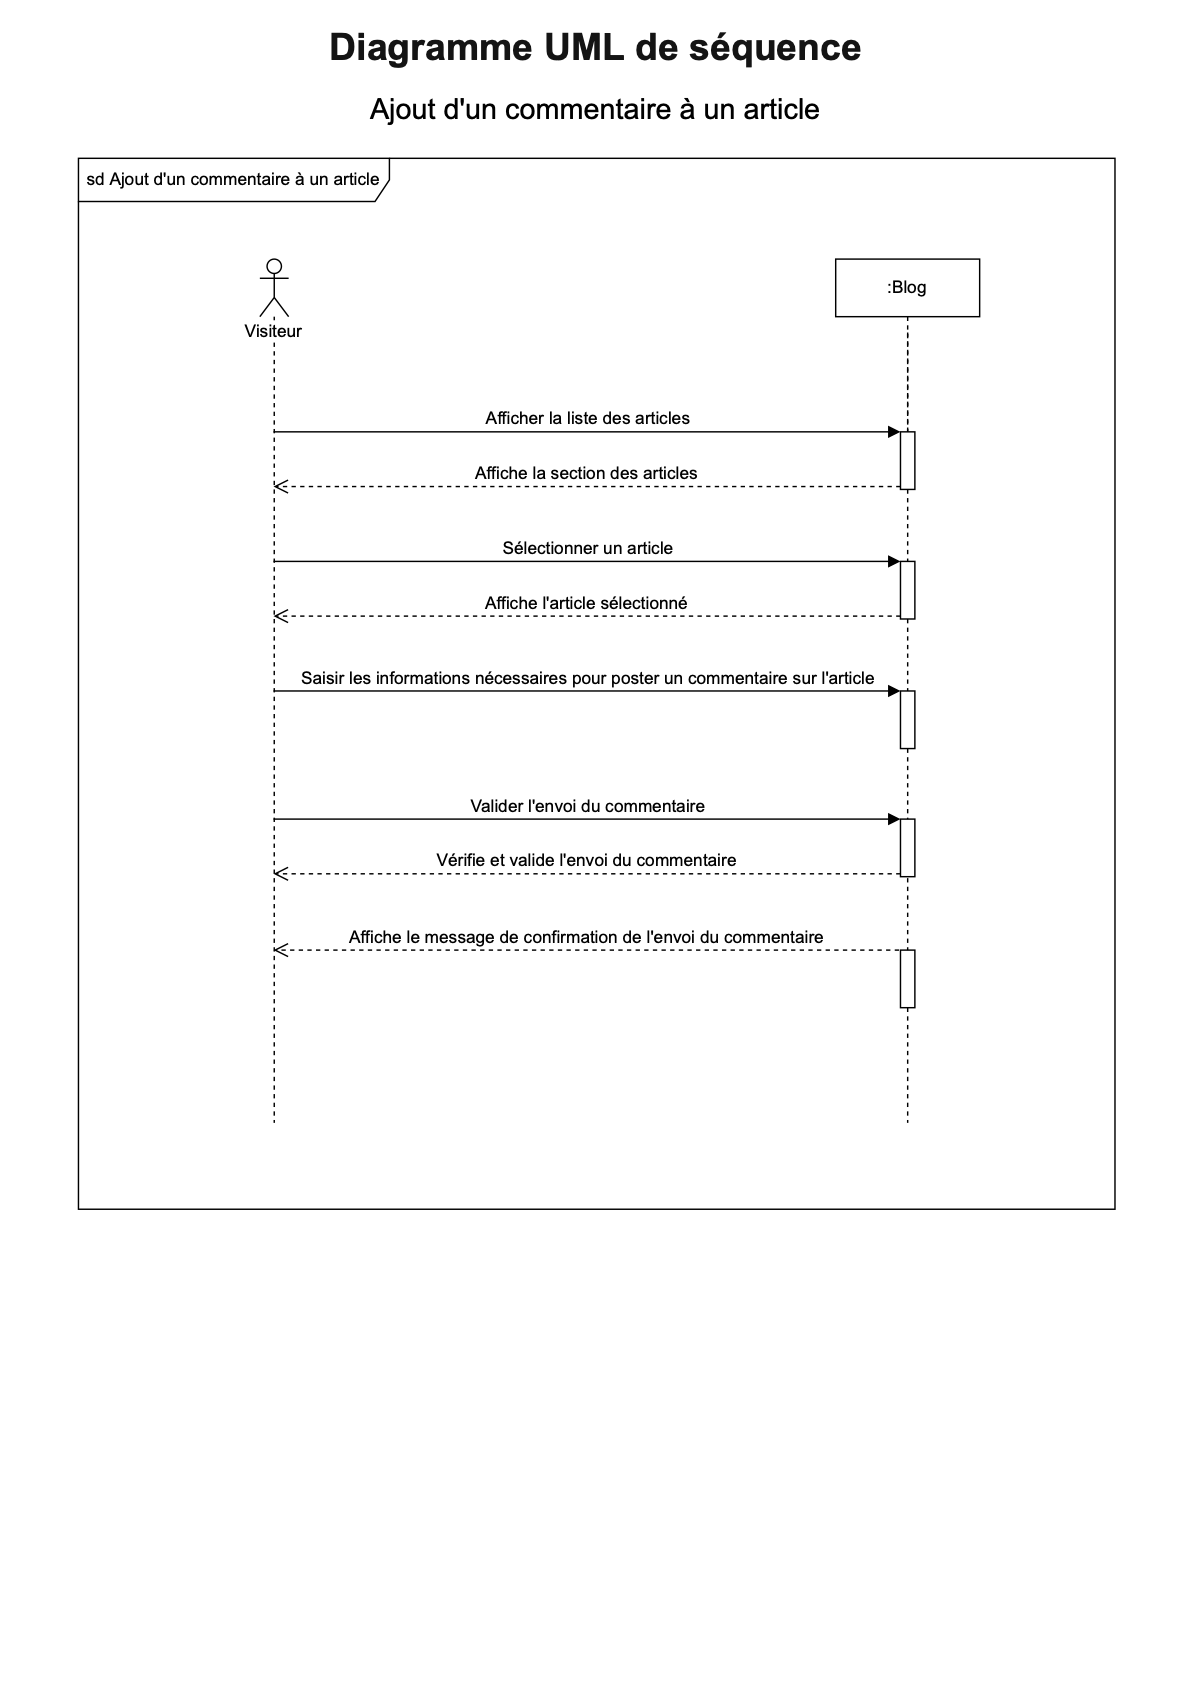 Diagramme UML de séquence
Ajout d'un commentaire à un article
sd Ajout d'un commentaire à un article
:Blog
Visiteur
Afficher la liste des articles
Affiche la section des articles
Sélectionner un article
Affiche l'article sélectionné
Saisir les informations nécessaires pour poster un commentaire sur l'article
Valider l'envoi du commentaire
Vérifie et valide l'envoi du commentaire
Affiche le message de confirmation de l'envoi du commentaire